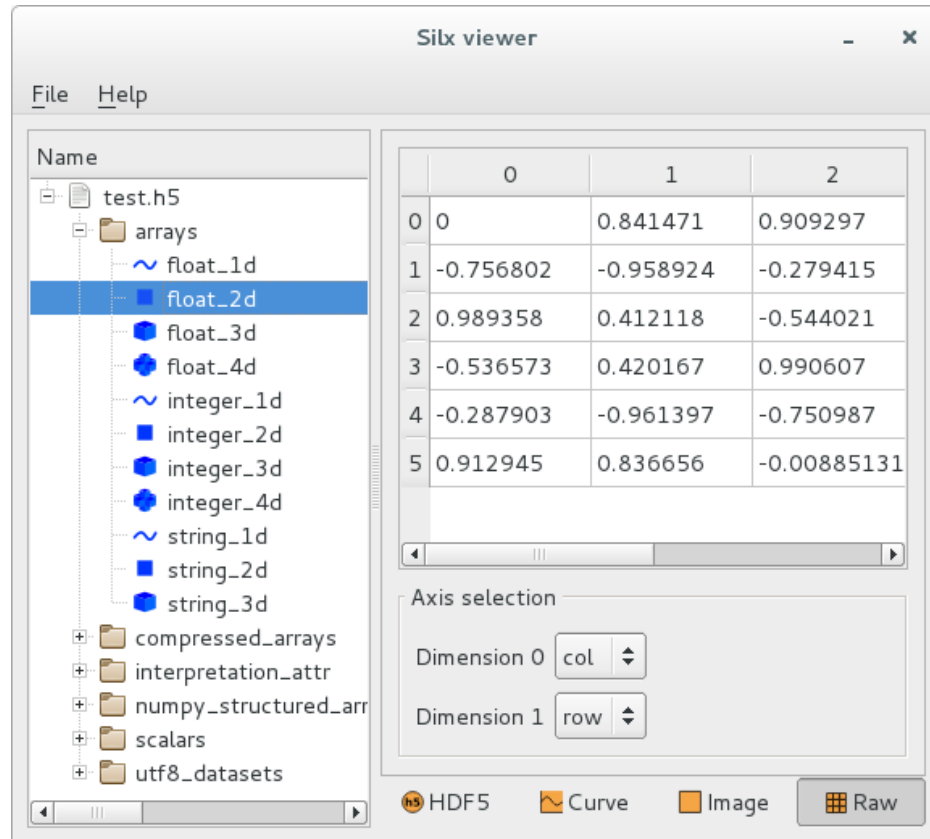 Silx viewer
File Help
Name
test.h5
arrays
float_1d
float_2d
float_3d
float_4d
integer_1d
integer_2d
integer_3d
integer_4d
string_1d
string_2d
string_3d
compressed_arrays
interpretation_attr
numpy_structured_arr
scalars
utf8_datasets
0 1 2
0 0 0.841471 0.909297
1 -0.756802 -0.958924 -0.279415
2 0.989358 0.412118 -0.544021
3 -0.536573 0.420167 0.990607
4 -0.287903 -0.961397 -0.750987
5 0.912945 0.836656 -0.00885131
Axis selection
Dimension 0 col
Dimension 1 row
h5 HDF5 Curve Image Raw